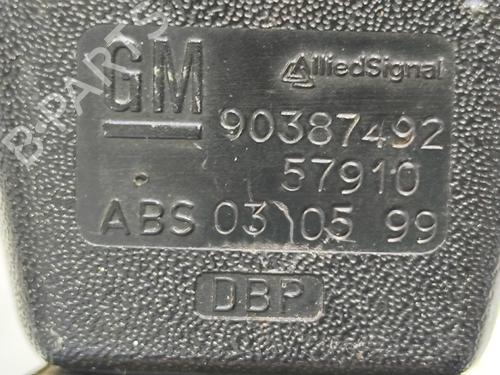 GM AlliedSignal
90387492
57910
ABS 03 05 99
DBP
B-PARTS